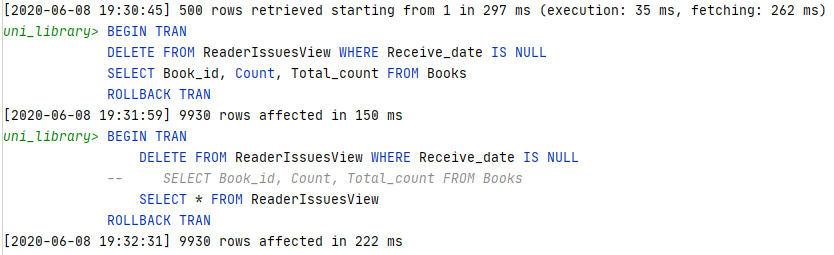 [2020-06-08 19:30:45] 500 rows retrieved starting from 1 in 297 ms (execution: 35 ms, fetching: 262 ms)
uni_library> BEGIN TRAN
DELETE FROM ReaderIssuesView WHERE Receive_date IS NULL
SELECT Book_id, Count, Total_count FROM Books
ROLLBACK TRAN
[2020-06-08 19:31:59] 9930 rows affected in 150 ms
uni_library> BEGIN TRAN
DELETE FROM ReaderIssuesView WHERE Receive_date IS NULL
-- SELECT Book_id, Count, Total_count FROM Books
SELECT * FROM ReaderIssuesView
ROLLBACK TRAN
[2020-06-08 19:32:31] 9930 rows affected in 222 ms